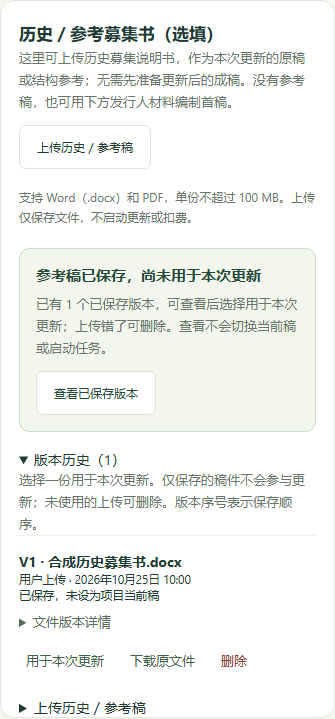 历史 / 参考募集书（选填）
这里可上传历史募集说明书，作为本次更新的原稿
或结构参考；无需先准备更新后的成稿。没有参考
稿，也可用下方发行人材料编制首稿。
上传历史 / 参考稿
支持 Word（.docx）和 PDF，单份不超过 100 MB。上传
仅保存文件，不启动更新或扣费。
参考稿已保存，尚未用于本次更新
已有 1 个已保存版本，可查看后选择用于本次
更新；上传错了可删除。查看不会切换当前稿
或启动任务。
查看已保存版本
▼ 版本历史（1）
选择一份用于本次更新。仅保存的稿件不会参与更
新；未使用的上传可删除。版本序号表示保存顺
序。
V1 · 合成历史募集书.docx
用户上传 · 2026年10月25日 10:00
已保存，未设为项目当前稿
▶ 文件版本详情
用于本次更新 下载原文件 删除
▶ 上传历史 / 参考稿